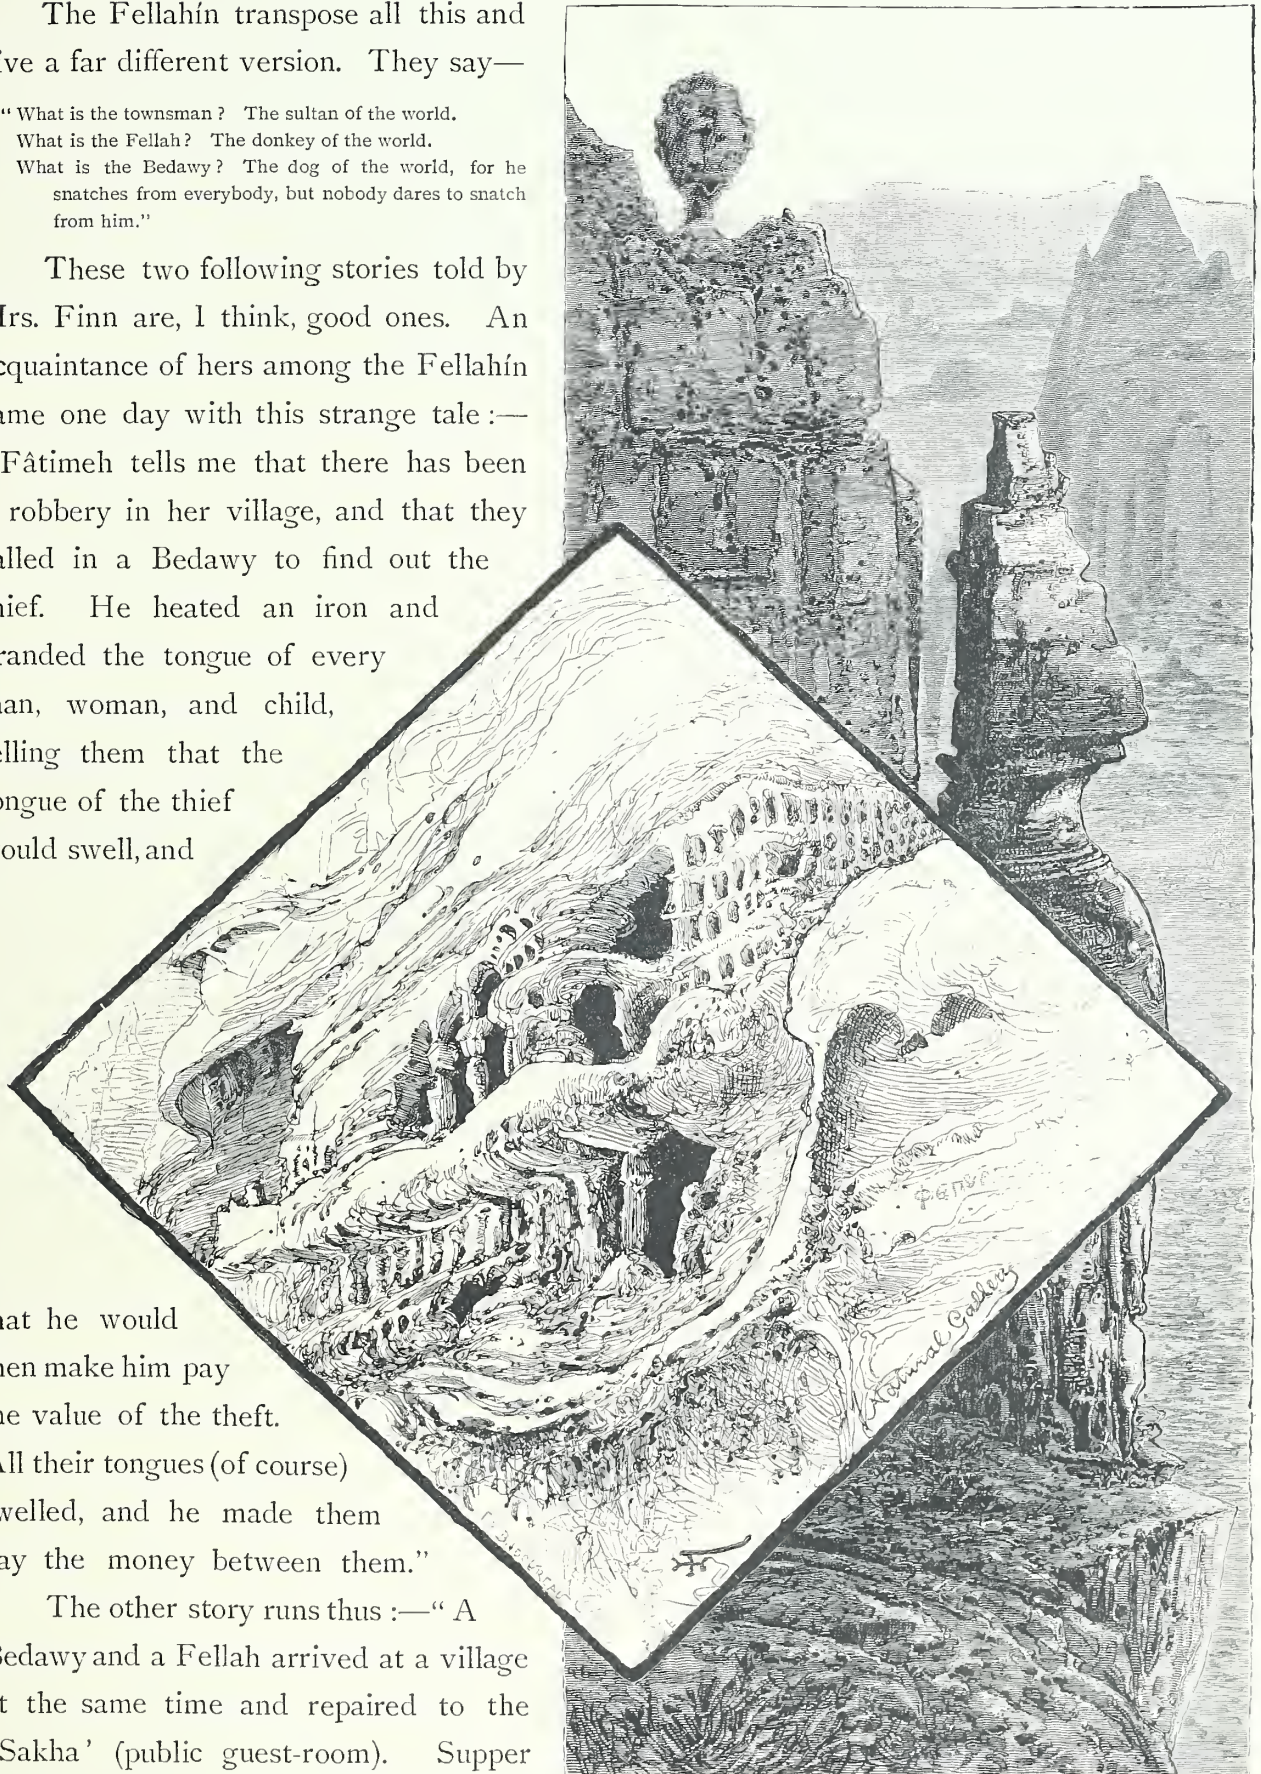 The Fellahín transpose all this and
ive a far different version. They say—
“What is the townsman? The sultan of the world.
What is the Fellah? The donkey of the world.
What is the Bedawy? The dog of the world, for he
snatches from everybody, but nobody dares to snatch
from him.”
These two following stories told by
Irs. Finn are, I think, good ones. An
cquaintance of hers among the Fellahín
ame one day with this strange tale:—
Fâtimeh tells me that there has been
robbery in her village, and that they
alled in a Bedawy to find out the
hief. He heated an iron and
randed the tongue of every
an, woman, and child,
elling them that the
ongue of the thief
ould swell, and
at he would
hen make him pay
he value of the theft.
All their tongues (of course)
welled, and he made them
ay the money between them.”
The other story runs thus:—“A
Bedawy and a Fellah arrived at a village
t the same time and repaired to the
Sakha’ (public guest-room). Supper
Natural Gallery